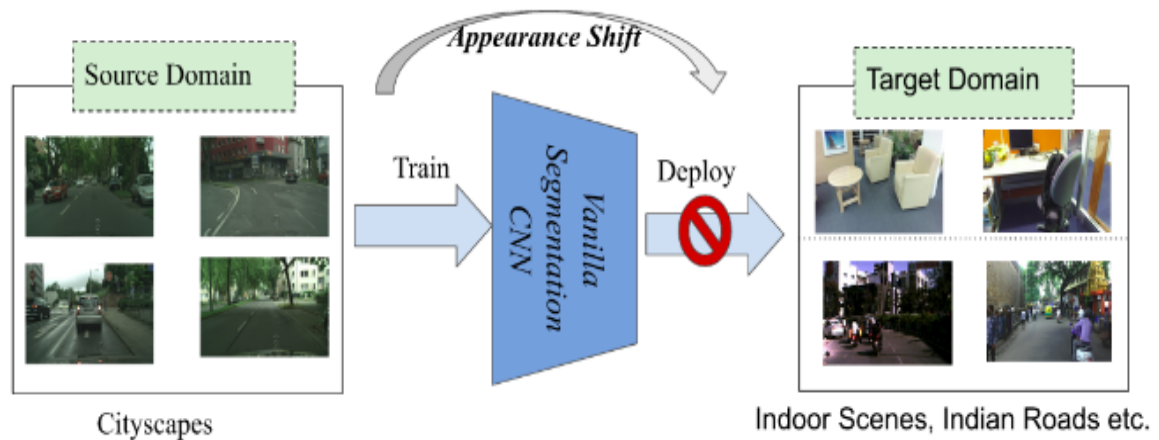 Appearance Shift
Source Domain
Target Domain
Train
Vanilla
Segmentation
CNN
Deploy
Cityscapes
Indoor Scenes, Indian Roads etc.